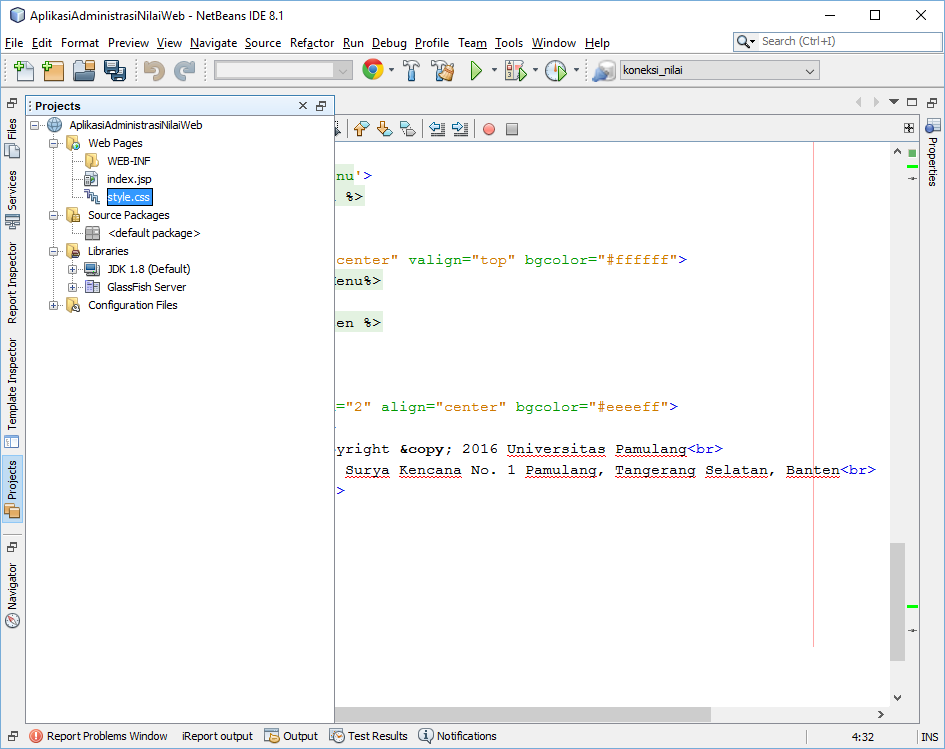 AplikasiAdministrasiNilaiWeb - NetBeans IDE 8.1
File Edit Format Preview View Navigate Source Refactor Run Debug Profile Team Tools Window Help
Search (Ctrl+I)
koneksi_nilai
Projects
AplikasiAdministrasiNilaiWeb
Web Pages
WEB-INF
index.jsp
style.css
Source Packages
<default package>
Libraries
JDK 1.8 (Default)
GlassFish Server
Configuration Files
Files
Services
Report Inspector
Template Inspector
Projects
Navigator
nu'>
%>
center" valign="top" bgcolor="#ffffff">
enu%>
en %>
="2" align="center" bgcolor="#eeeeff">
yright &copy; 2016 Universitas Pamulang<br>
Surya Kencana No. 1 Pamulang, Tangerang Selatan, Banten<br>
>
Properties
Report Problems Window iReport output Output Test Results Notifications
4:32 INS